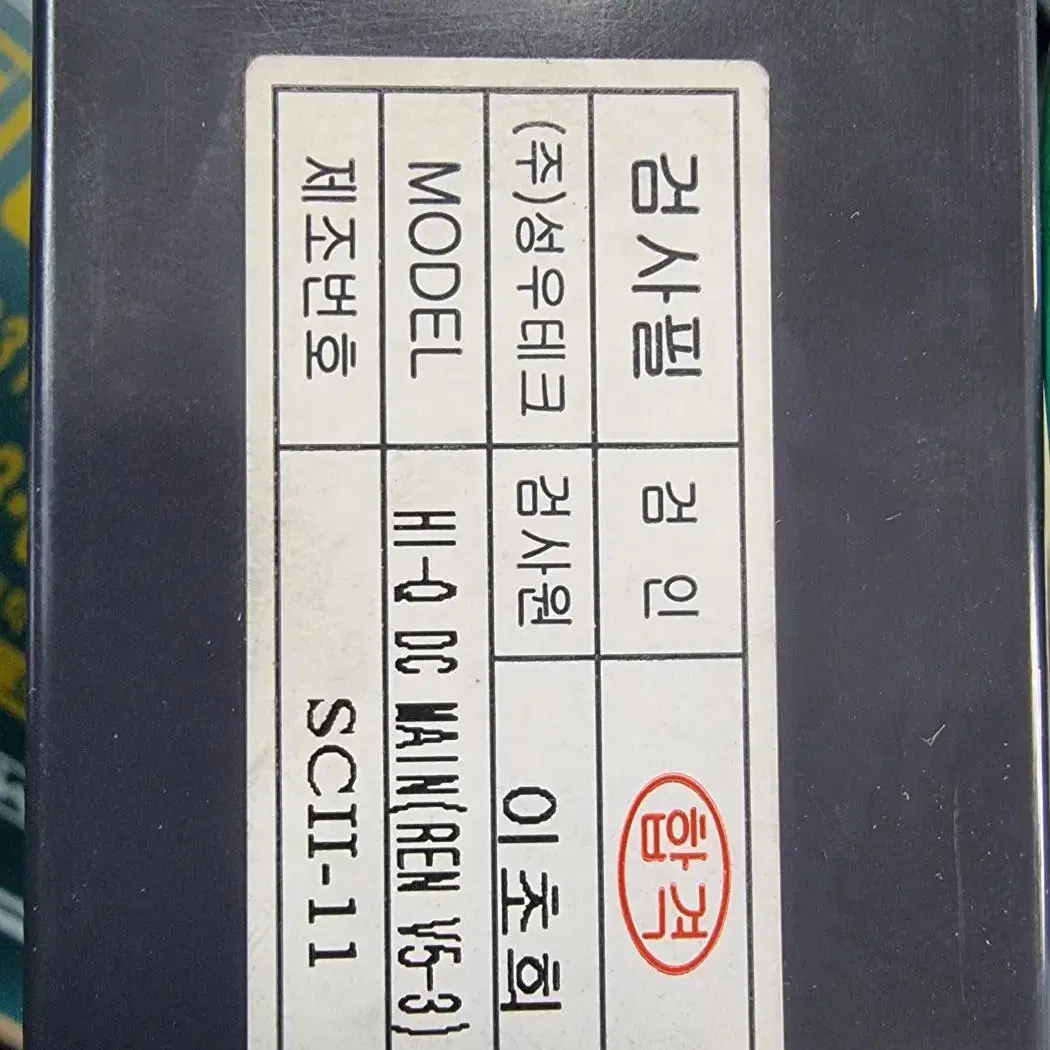 검사필 검 인 합격
(주)성우테크 검사원 이초희
MODEL HI-Q DC MAIN(REN V5-3)
제조번호 SCII-11